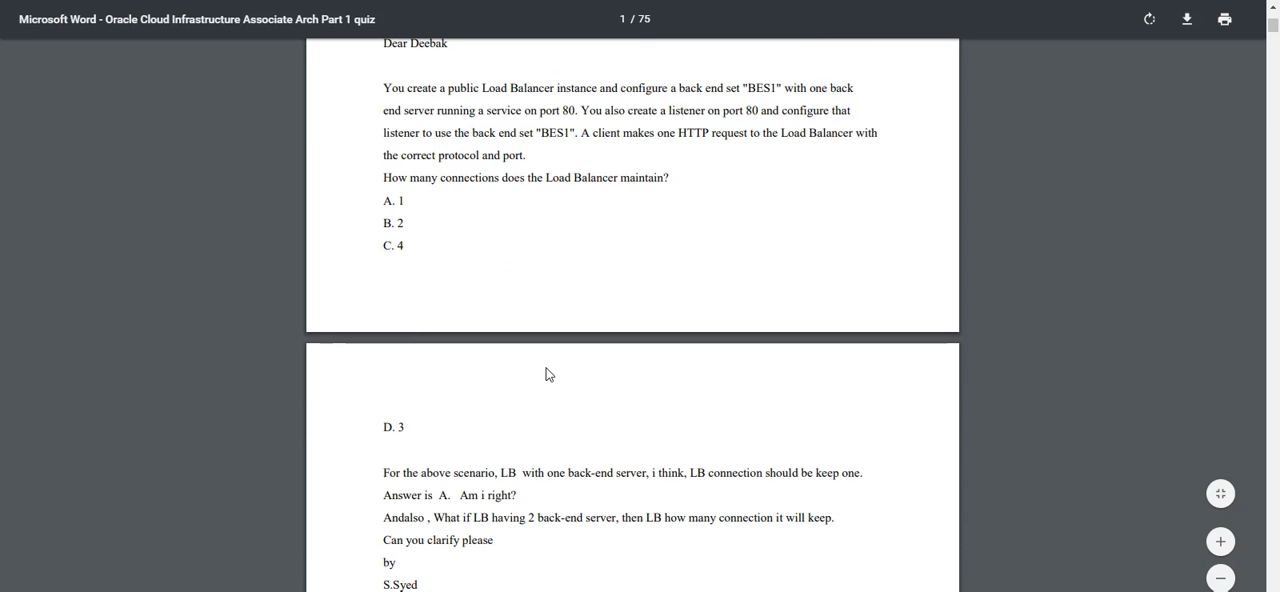 Microsoft Word - Oracle Cloud Infrastructure Associate Arch Part 1 quiz
1 / 75
Dear Deebak
You create a public Load Balancer instance and configure a back end set "BES1" with one back
end server running a service on port 80. You also create a listener on port 80 and configure that
listener to use the back end set "BES1". A client makes one HTTP request to the Load Balancer with
the correct protocol and port.
How many connections does the Load Balancer maintain?
A. 1
B. 2
C. 4
D. 3
For the above scenario, LB with one back-end server, i think, LB connection should be keep one.
Answer is A. Am i right?
Andalso , What if LB having 2 back-end server, then LB how many connection it will keep.
Can you clarify please
by
S.Syed